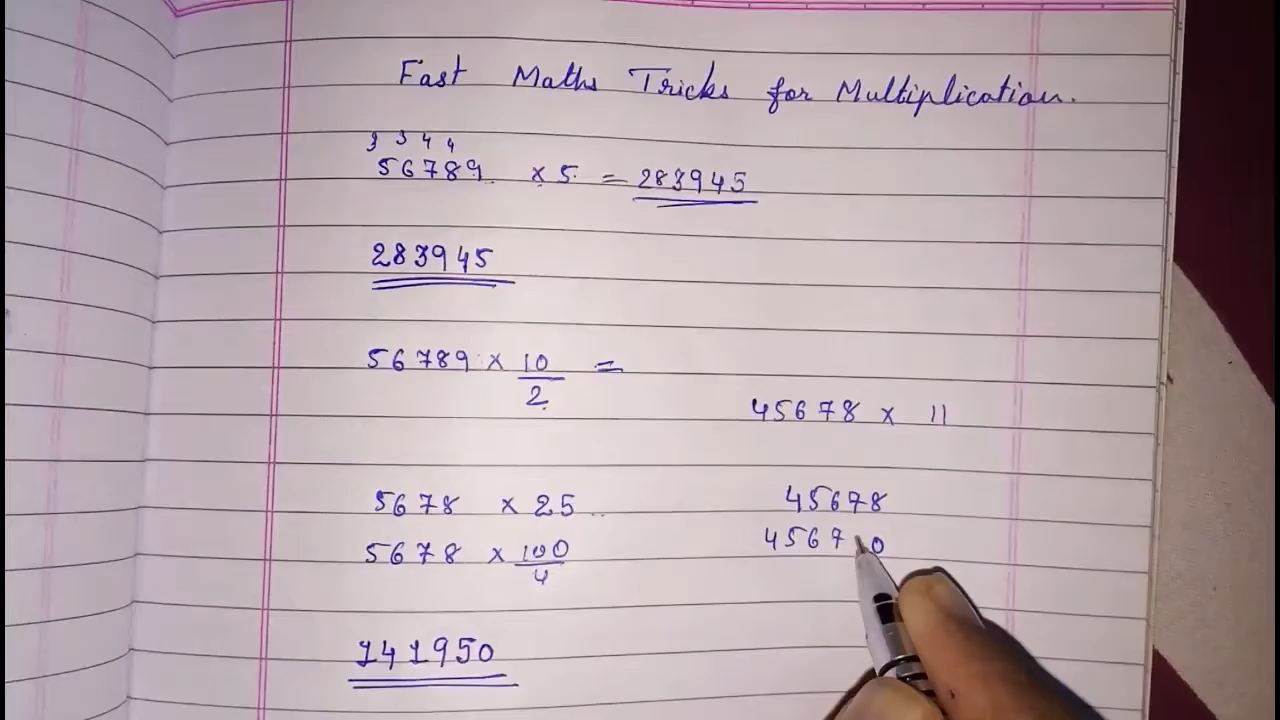 Fast Maths Tricks for Multiplication.
3 3 4 4
56789 × 5 = 283945
283945
56789 × 10/2 =
45678 × 11
5678 × 25
45678
5678 × 100/4
4567 0
141950